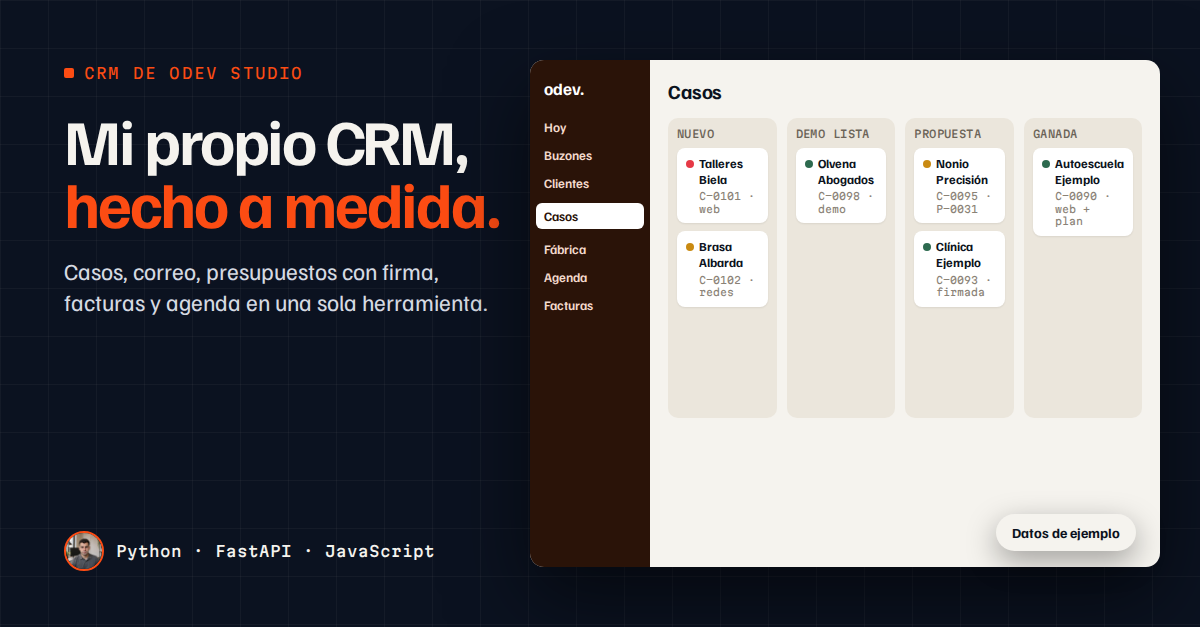 CRM DE ODEV STUDIO
Mi propio CRM,
hecho a medida.
Casos, correo, presupuestos con firma,
facturas y agenda en una sola herramienta.
Python · FastAPI · JavaScript
odev.
Hoy
Buzones
Clientes
Casos
Fábrica
Agenda
Facturas
Casos
NUEVO
Talleres
Biela
C-0101 ·
web
Brasa
Albarda
C-0102 ·
redes
DEMO LISTA
Olvena
Abogados
C-0098 ·
demo
PROPUESTA
Nonio
Precisión
C-0095 ·
P-0031
Clínica
Ejemplo
C-0093 ·
firmada
GANADA
Autoescuela
Ejemplo
C-0090 ·
web +
plan
Datos de ejemplo